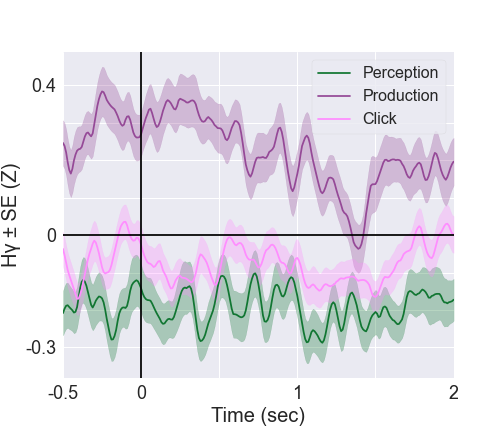 Perception
Production
Click
0.4
0
-0.3
Hγ ± SE (Z)
-0.5
0
1
2
Time (sec)